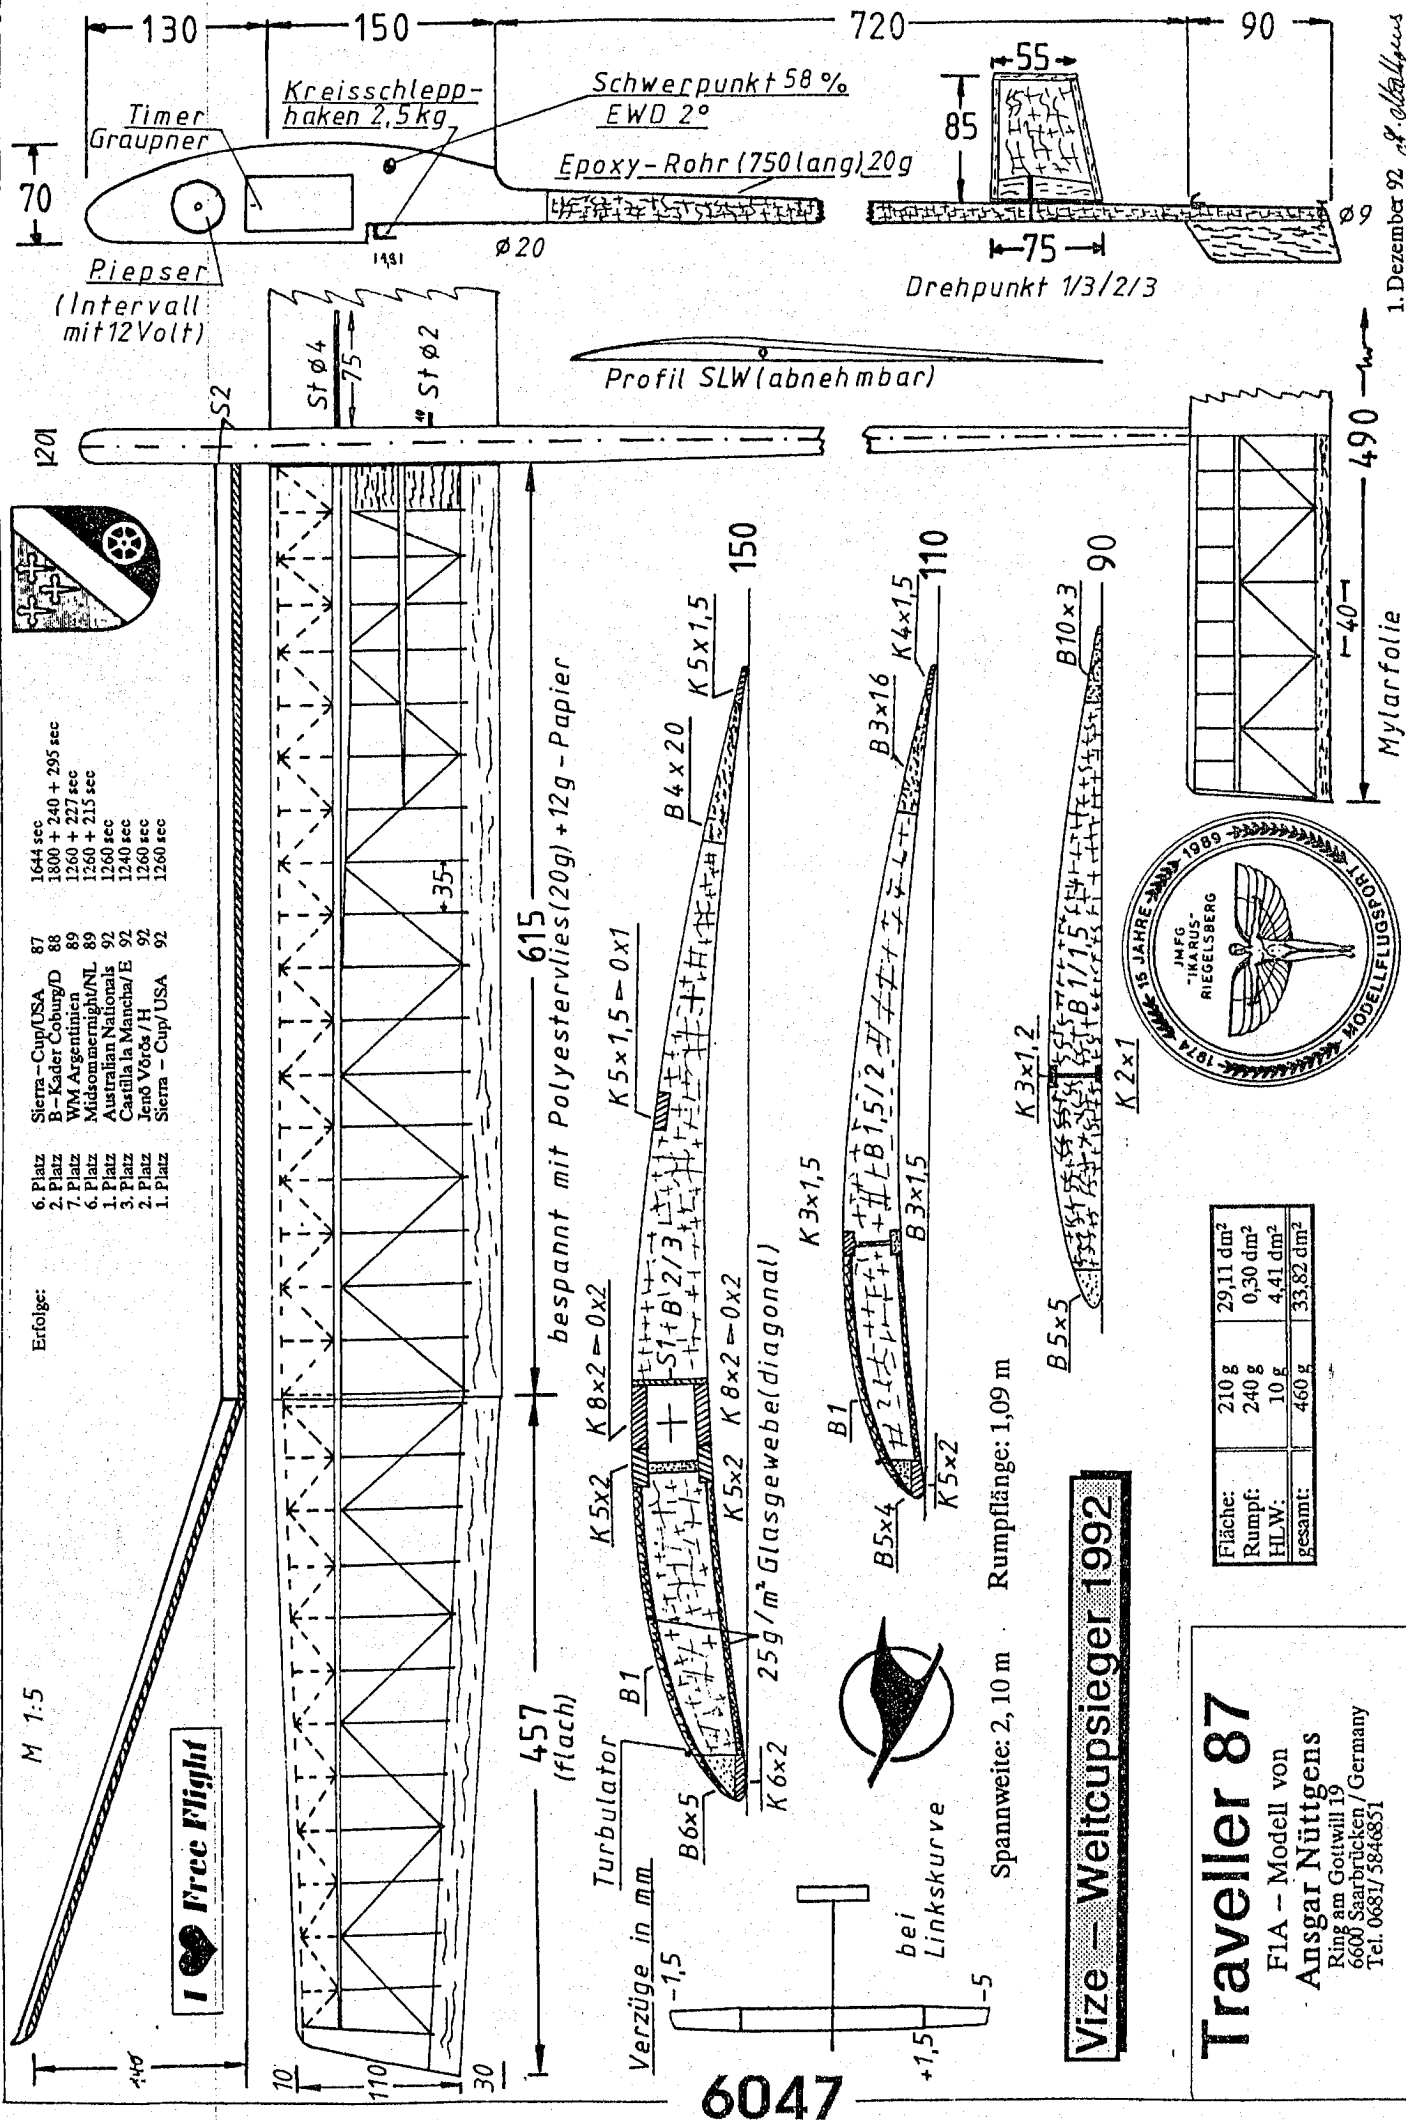 130
150
720
90
Timer
Graupner
Kreisschlepp-
haken 2,5kg
Schwerpunkt 58%
EWD 2°
Epoxy-Rohr (750 lang) 20g
55
85
70
Piepser
(Intervall
mit 12 Volt)
ø20
75
Drehpunkt 1/3/2/3
ø9
1. Dezember 92
St ø4
75
St ø2
Profil SLW (abnehmbar)
S2
120
490
40
Mylarfolie
Erfolge:
6. Platz Sierra-Cup/USA 87 1644 sec
2. Platz B-Kader Coburg/D 88 1800 + 240 + 295 sec
7. Platz WM Argentinien 89 1260 + 227 sec
6. Platz Midsommernight/NL 89 1260 + 215 sec
1. Platz Australian Nationals 92 1260 sec
3. Platz Castilla la Mancha/E 92 1240 sec
2. Platz Jenő Vörös / H 92 1260 sec
1. Platz Sierra - Cup/ USA 92 1260 sec
M 1:5
I Free Flight
140
35
10
110
30
457
(flach)
615
bespannt mit Polyestervlies (20g) + 12g - Papier
Turbulator
B1
K 5x2
K 8x2 = 0x2
K 5x1,5 = 0x1
B 4x20
K 5x1,5
150
S1+B 2/3
B6x5
K 6x2
K 5x2
K 8x2 = 0x2
25g/m² Glasgewebe (diagonal)
B1
K 3x1,5
B 3x16
K 4x1,5
110
B 1,5/2
B5x4
K 5x2
B 3x1,5
K 3x1,2
B10x3
90
B 1/1,5
B 5x5
K 2x1
Verzüge in mm
-1,5
+1,5
-5
bei
Linkskurve
Spannweite: 2,10 m Rumpflänge: 1,09 m
Vize - Weltcupsieger 1992
1974 15 JAHRE 1989
JMFG
"IKARUS"
RIEGELSBERG
MODELLFLUGSPORT
Fläche: 210 g 29,11 dm²
Rumpf: 240 g 0,30 dm²
HLW: 10 g 4,41 dm²
gesamt: 460 g 33,82 dm²
Traveller 87
F1A - Modell von
Ansgar Nüttgens
Ring am Gottwill 19
6600 Saarbrücken / Germany
Tel. 0681/ 5846851
6047